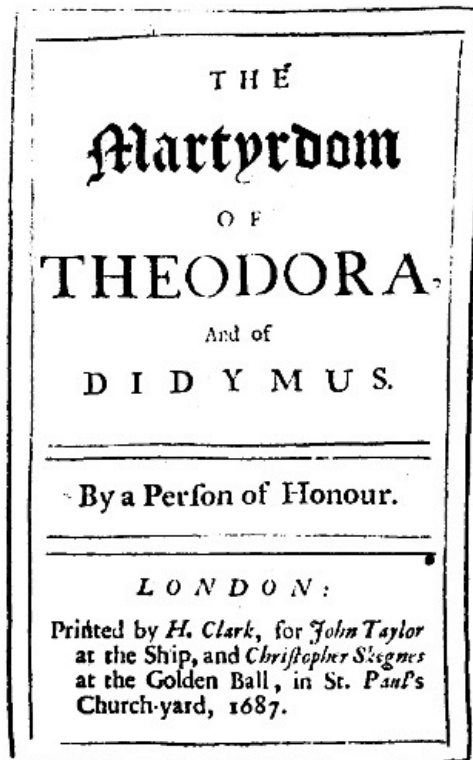 THE
Martyrdom
OF
THEODORA,
And of
DIDYMUS.
By a Perſon of Honour.
LONDON:
Printed by H. Clark, for John Taylor
at the Ship, and Chriſtopher Skegnes
at the Golden Ball, in St. Paul's
Church-yard, 1687.